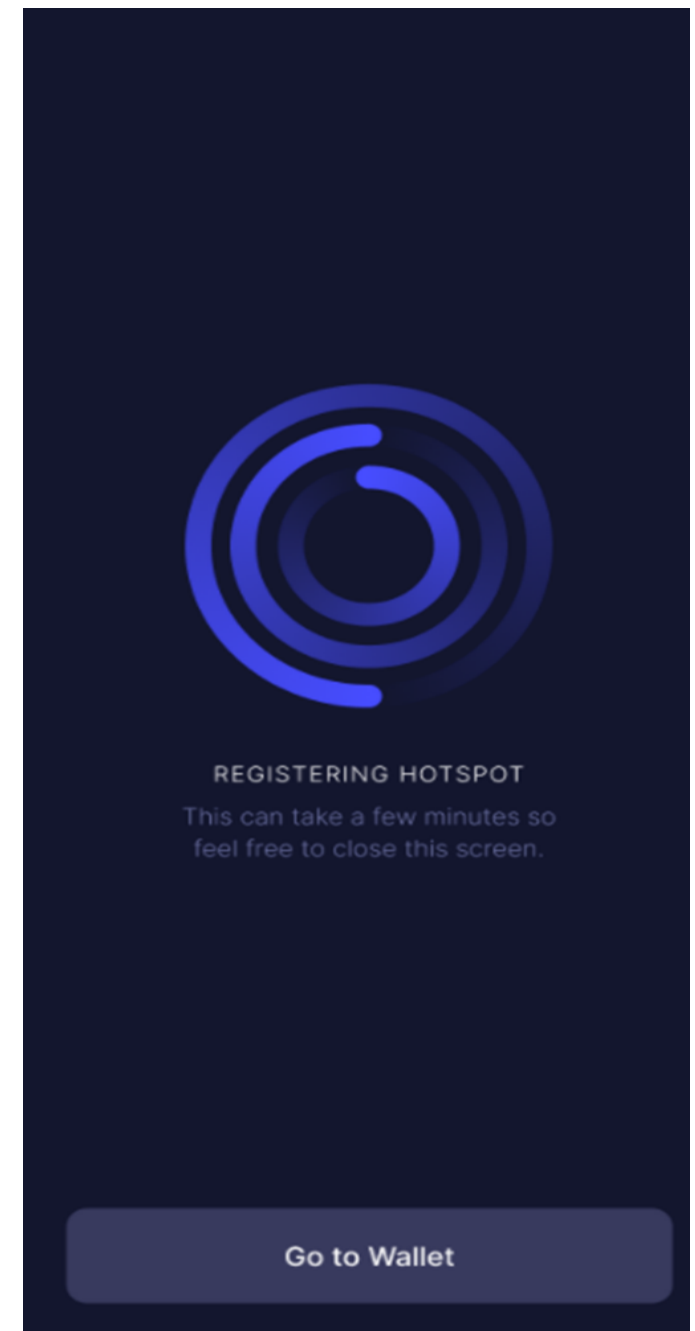 REGISTERING HOTSPOT
This can take a few minutes so
feel free to close this screen.
Go to Wallet